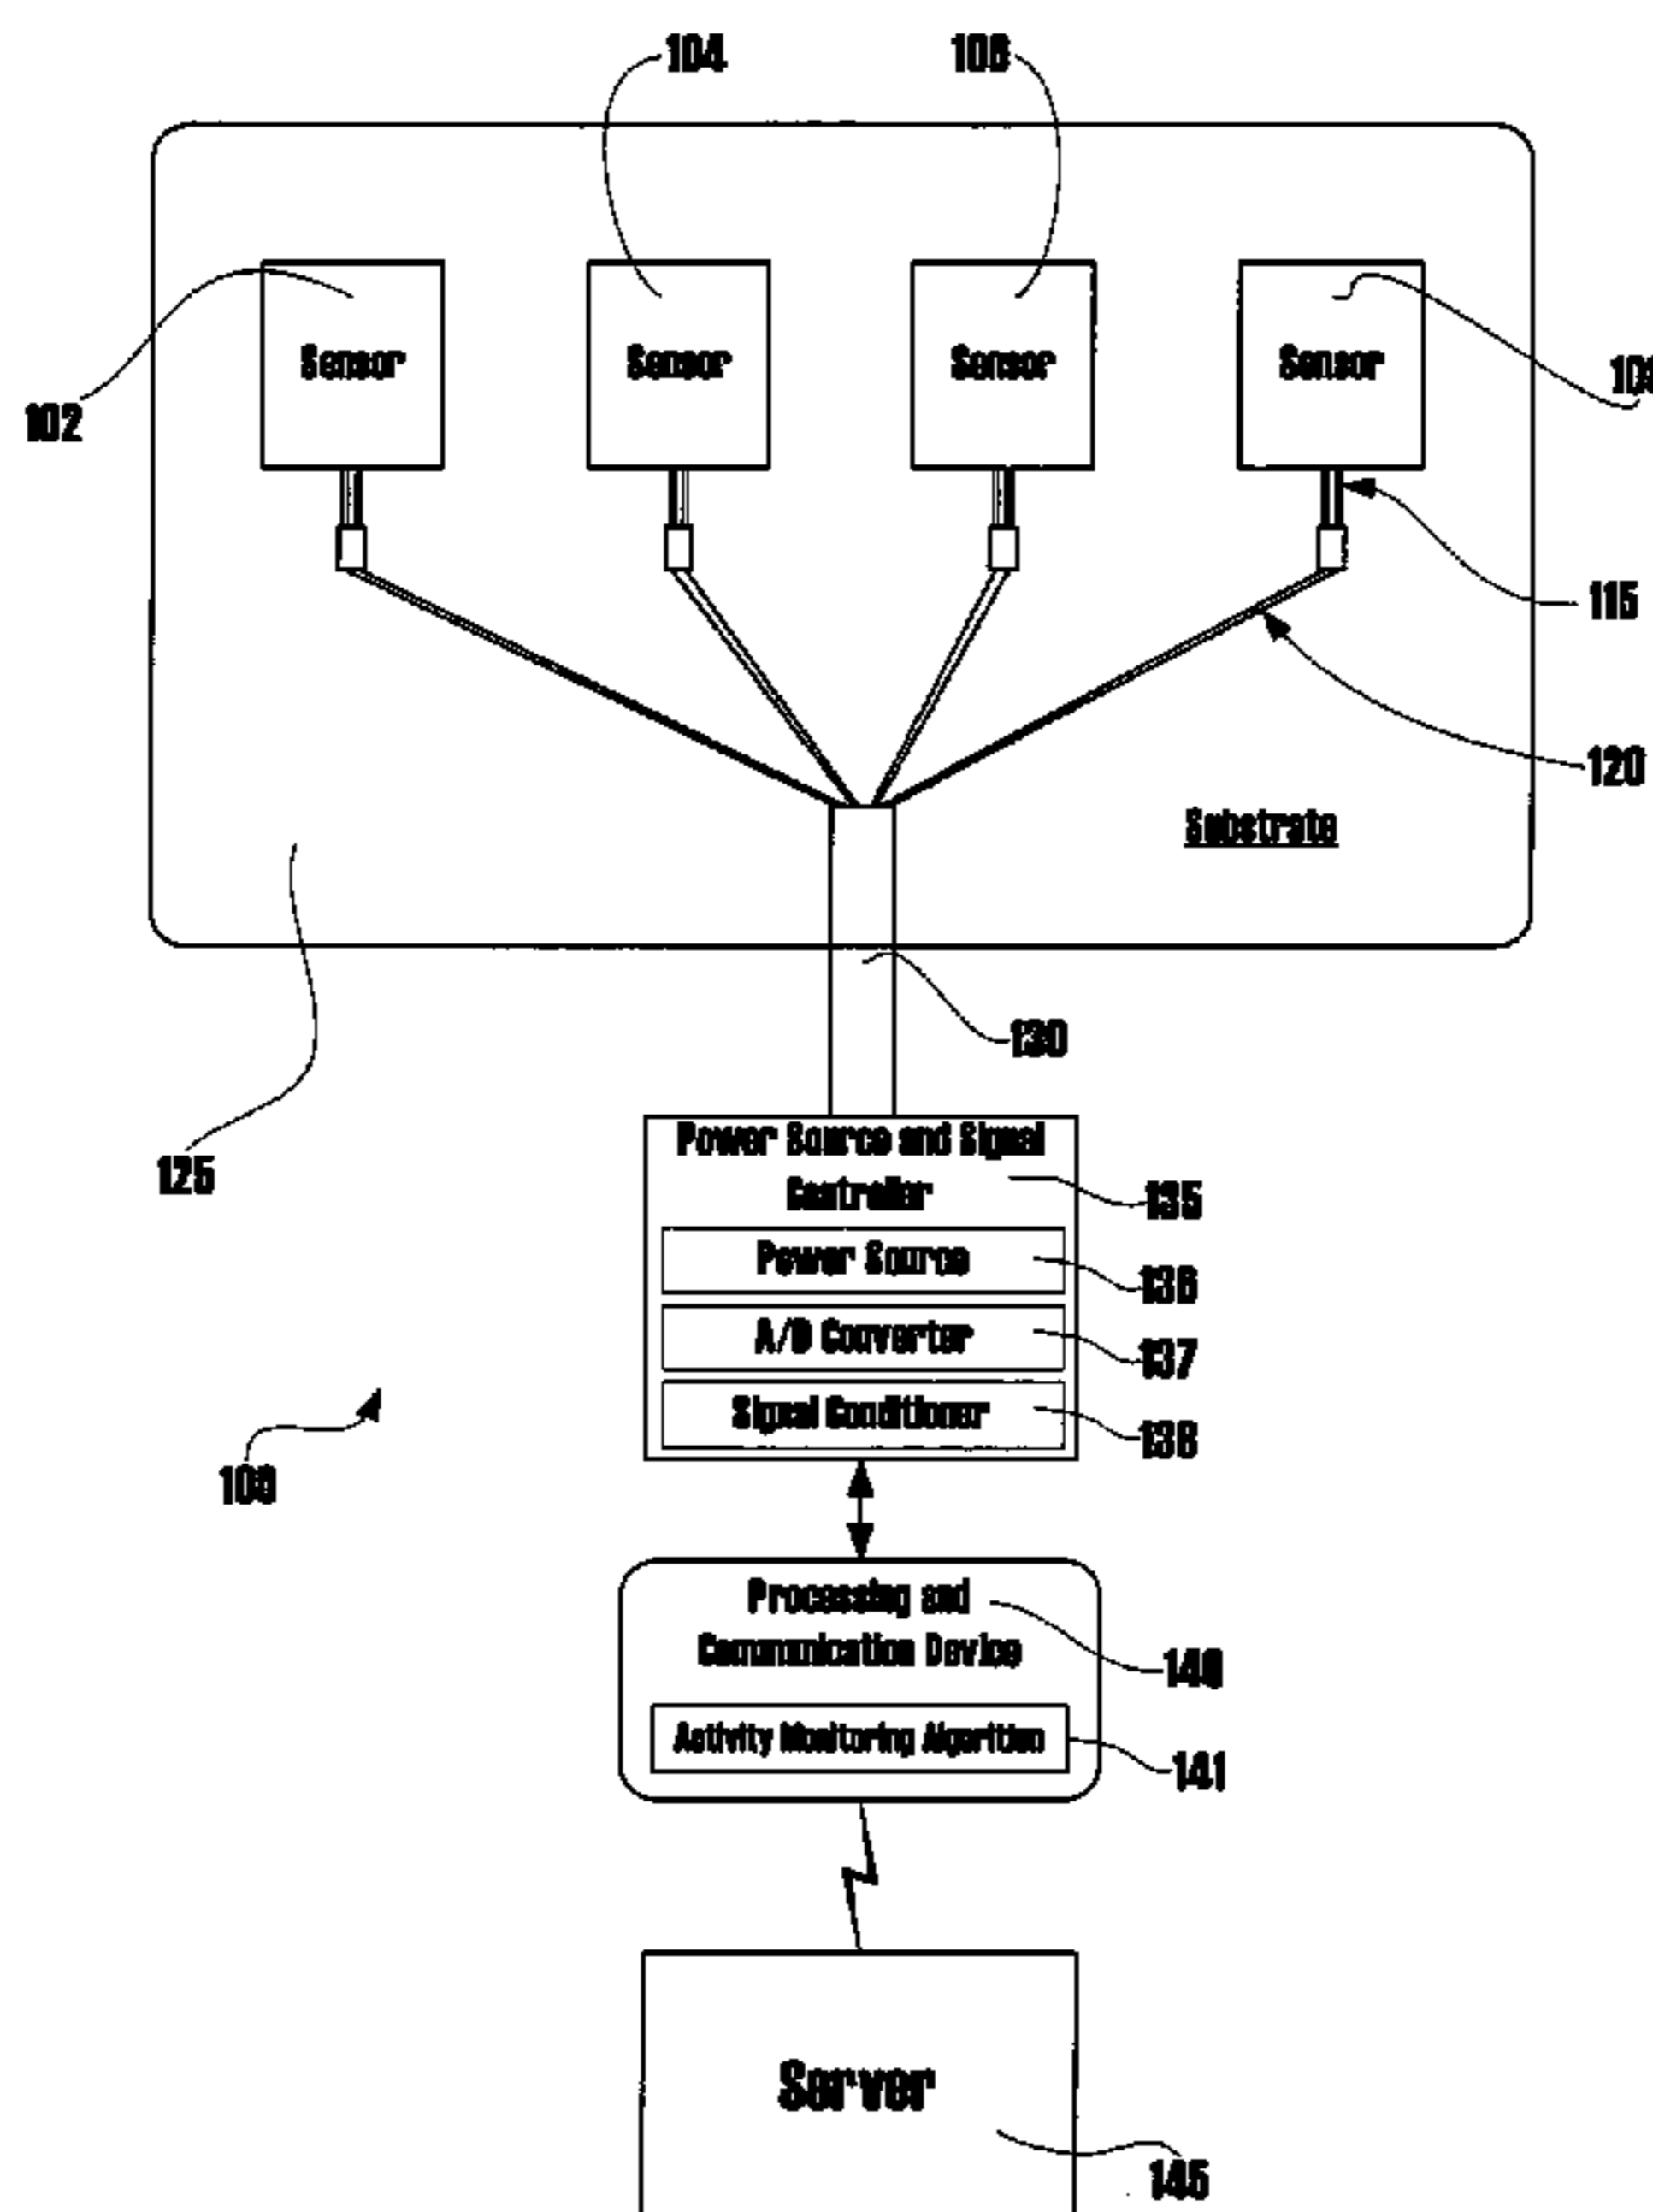 104
106
Sensor
Sensor
Sensor
Sensor
102
115
120
Substrate
130
125
Power Source and Signal
Controller
135
Power Source
136
A/D Converter
137
Signal Conditioner
138
100
Processing and
Communication Device
140
Activity Monitoring Algorithm
141
Server
145